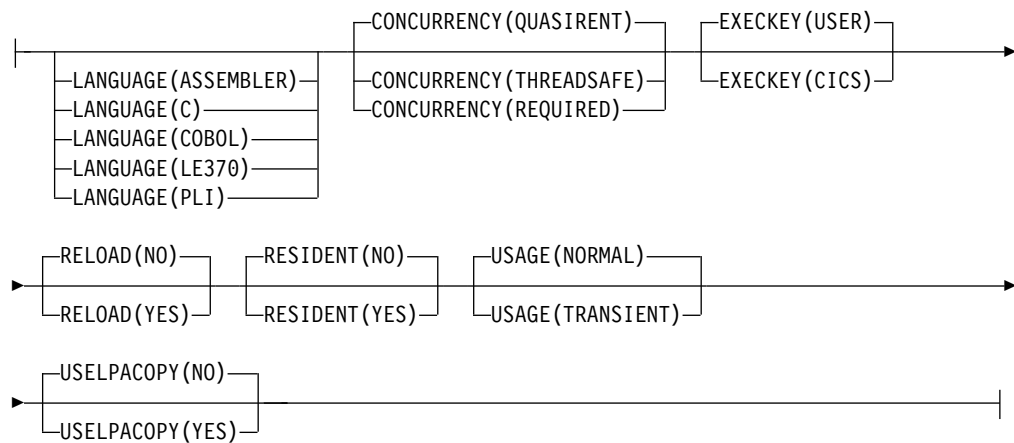 CONCURRENCY(QUASIRENT) EXECKEY(USER)
LANGUAGE(ASSEMBLER) CONCURRENCY(THREADSAFE) EXECKEY(CICS)
LANGUAGE(C) CONCURRENCY(REQUIRED)
LANGUAGE(COBOL)
LANGUAGE(LE370)
LANGUAGE(PLI)
RELOAD(NO) RESIDENT(NO) USAGE(NORMAL)
RELOAD(YES) RESIDENT(YES) USAGE(TRANSIENT)
USELPACOPY(NO)
USELPACOPY(YES)